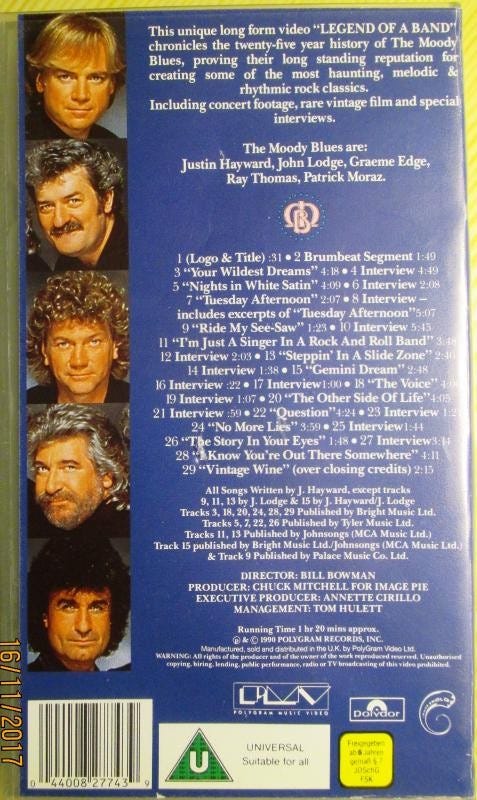 This unique long form video "LEGEND OF A BAND"
chronicles the twenty-five year history of The Moody
Blues, proving their long standing reputation for
creating some of the most haunting, melodic &
rhythmic rock classics.
Including concert footage, rare vintage film and special
interviews.
The Moody Blues are:
Justin Hayward, John Lodge, Graeme Edge,
Ray Thomas, Patrick Moraz.
1 (Logo & Title) :31 • 2 Brumbeat Segment 1:49
3 "Your Wildest Dreams" 4:18 • 4 Interview 4:49
5 "Nights in White Satin" 4:09 • 6 Interview 2:08
7 "Tuesday Afternoon" 2:07 • 8 Interview –
includes excerpts of "Tuesday Afternoon"5:07
9 "Ride My See-Saw" 1:23 • 10 Interview 5:45
11 "I'm Just A Singer In A Rock And Roll Band" 3:48
12 Interview 2:03 • 13 "Steppin' In A Slide Zone" 2:40
14 Interview 1:38 • 15 "Gemini Dream" 2:48
16 Interview :22 • 17 Interview1:00 • 18 "The Voice"
19 Interview 1:07 • 20 "The Other Side Of Life"4:05
21 Interview :59 • 22 "Question"4:24 • 23 Interview
24 "No More Lies" 3:59 • 25 Interview1:44
26 "The Story In Your Eyes" 1:48 • 27 Interview3:14
28 "I Know You're Out There Somewhere" 4:11
29 "Vintage Wine" (over closing credits) 2:15
All Songs Written by J. Hayward, except tracks
9, 11, 13 by J. Lodge & 15 by J. Hayward/J. Lodge
Tracks 3, 18, 20, 24, 28, 29 Published by Bright Music Ltd.
Tracks 5, 7, 22, 26 Published by Tyler Music Ltd.
Tracks 11, 13 Published by Johnsongs (MCA Music Ltd.)
Track 15 published by Bright Music Ltd./Johnsongs (MCA Music Ltd.)
& Track 9 Published by Palace Music Co. Ltd.
DIRECTOR: BILL BOWMAN
PRODUCER: CHUCK MITCHELL FOR IMAGE PIE
EXECUTIVE PRODUCER: ANNETTE CIRILLO
MANAGEMENT: TOM HULETT
Running Time 1 hr 20 mins approx.
℗ & © 1990 POLYGRAM RECORDS, INC.
Manufactured, sold and distributed in the U.K. by PolyGram Video Ltd.
WARNING: All rights of the producer and of the owner of the work reproduced reserved. Unauthorised
copying, hiring, lending, public performance, radio or TV broadcasting of this video prohibited.
PMV
POLYGRAM MUSIC VIDEO
Polydor
U
UNIVERSAL
Suitable for all
Freigegeben
ab 6 Jahren
gemäß § 7
JÖSchG
FSK
0 44008 27743 9
16/11/2017